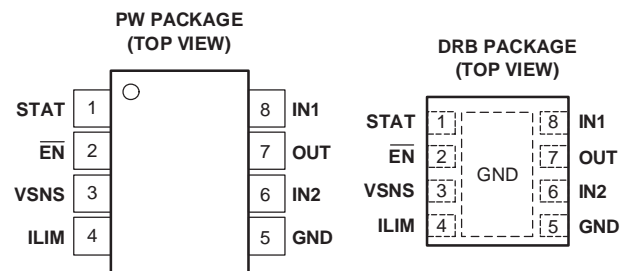 PW PACKAGE
(TOP VIEW)
STAT 1 8 IN1
EN 2 7 OUT
VSNS 3 6 IN2
ILIM 4 5 GND
DRB PACKAGE
(TOP VIEW)
STAT 1 8 IN1
EN 2 7 OUT
GND
VSNS 3 6 IN2
ILIM 4 5 GND